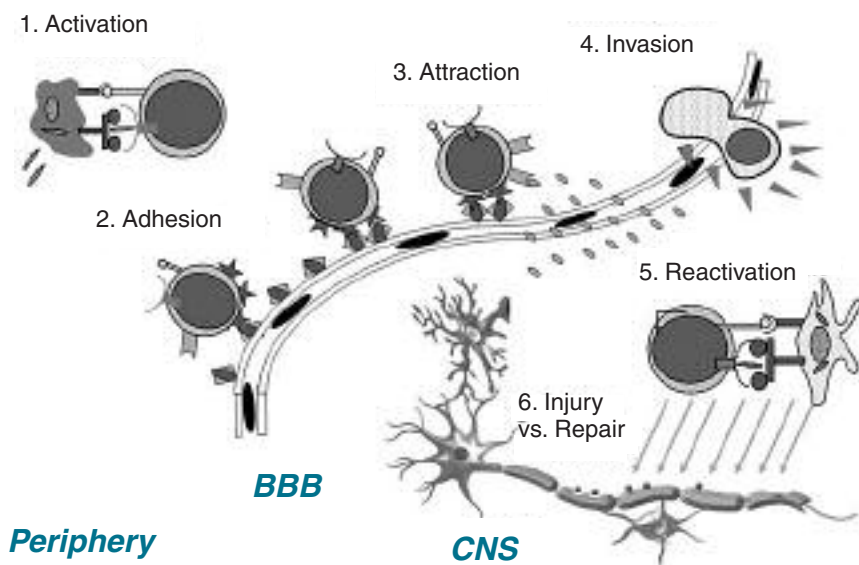 1. Activation
4. Invasion
3. Attraction
2. Adhesion
5. Reactivation
6. Injury
vs. Repair
BBB
Periphery
CNS